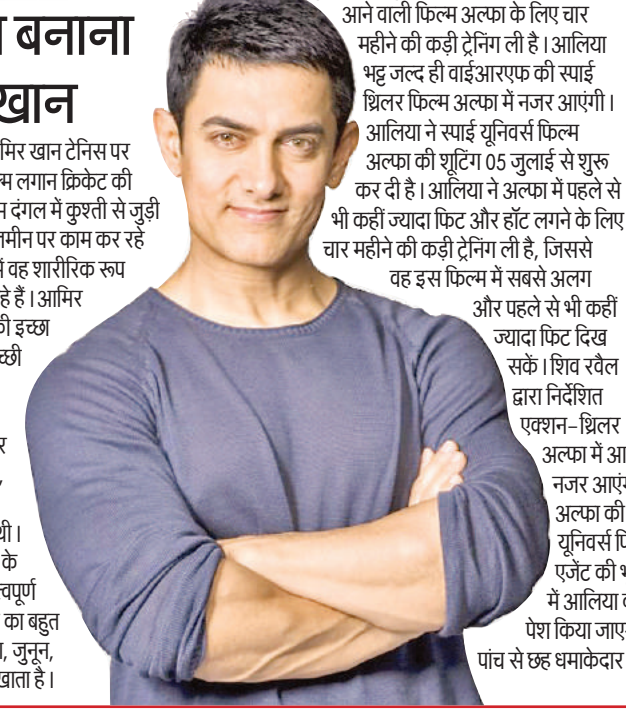 बनाना
खान
खान टेनिस पर
लगान क्रिकेट की
दंगल में कुश्ती से जुड़ी
पर काम कर रहे
वह शारीरिक रूप
हैं । आमिर
इच्छा
थी ।
के
का बहुत
जुनून,
है ।
आने वाली फिल्म अल्फा के लिए चार
महीने की कड़ी ट्रेनिंग ली है । आलिया
भट्ट जल्द ही वाईआरएफ की स्पाई
थ्रिलर फिल्म अल्फा में नजर आएंगी ।
आलिया ने स्पाई यूनिवर्स फिल्म
अल्फा की शूटिंग 05 जुलाई से शुरू
कर दी है । आलिया ने अल्फा में पहले से
भी कहीं ज्यादा फिट और हॉट लगने के लिए
चार महीने की कड़ी ट्रेनिंग ली है, जिससे
वह इस फिल्म में सबसे अलग
और पहले से भी कहीं
ज्यादा फिट दिख
सकें । शिव रवैल
द्वारा निर्देशित
एक्शन-थ्रिलर
अल्फा में
नजर
अल्फा की
यूनिवर्स
एजेंट की
में आलिया
पेश किया
पांच से छह धमाकेदार